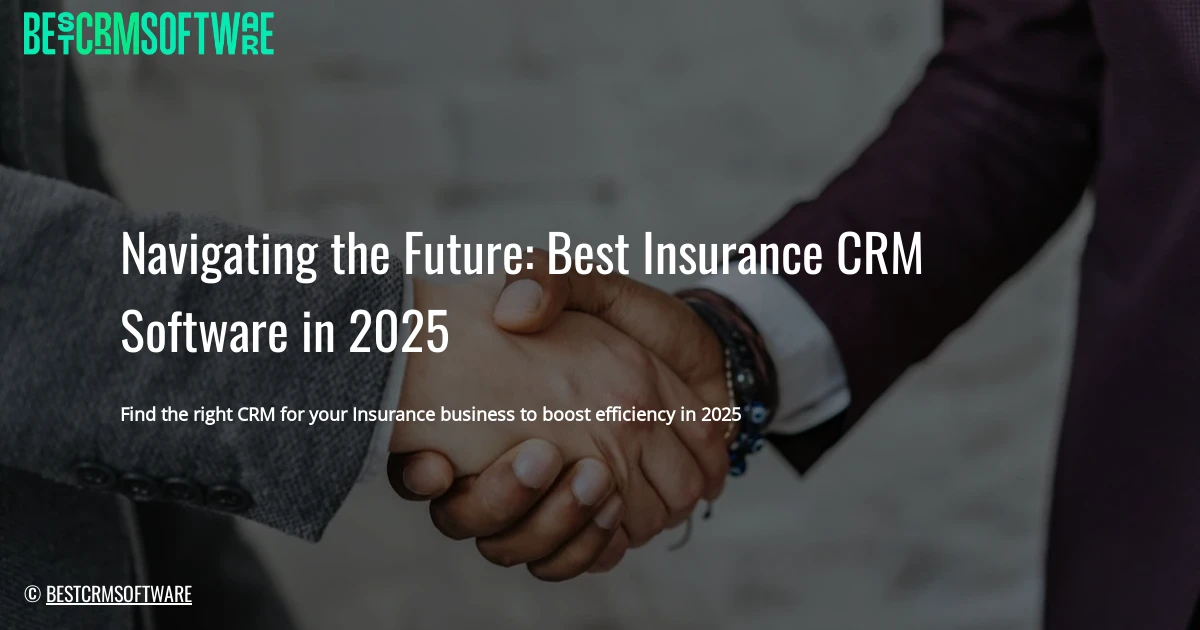 BESTCRMSOFTWARE
Navigating the Future: Best Insurance CRM
Software in 2025
Find the right CRM for your Insurance business to boost efficiency in 2025
© BESTCRMSOFTWARE